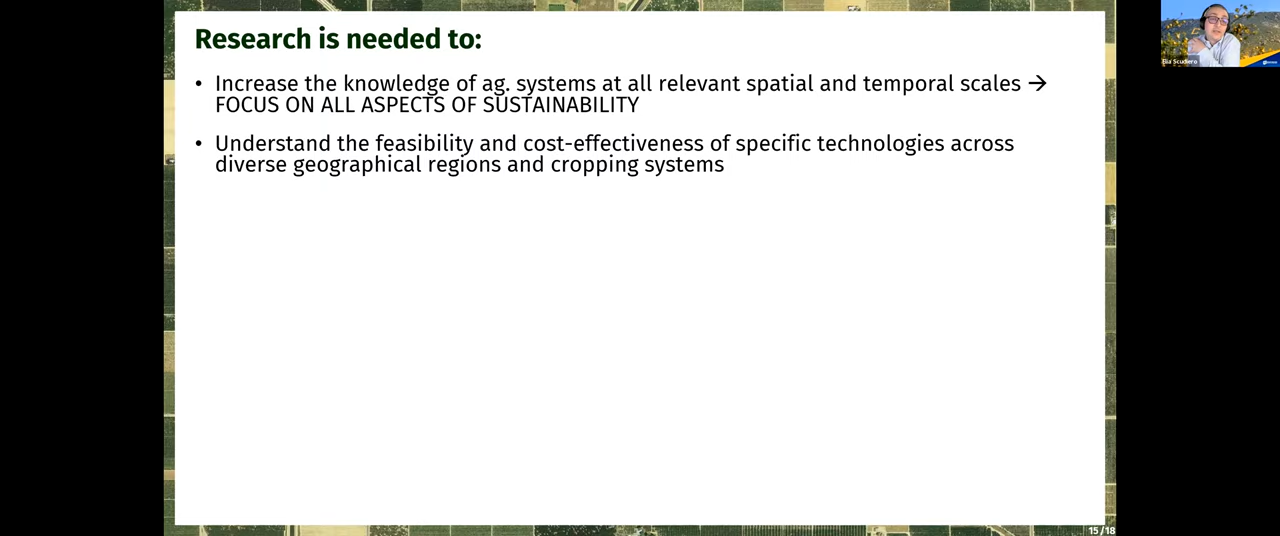 Research is needed to:
• Increase the knowledge of ag. systems at all relevant spatial and temporal scales →
FOCUS ON ALL ASPECTS OF SUSTAINABILITY
• Understand the feasibility and cost-effectiveness of specific technologies across
diverse geographical regions and cropping systems
15/18
Elia Scudiero